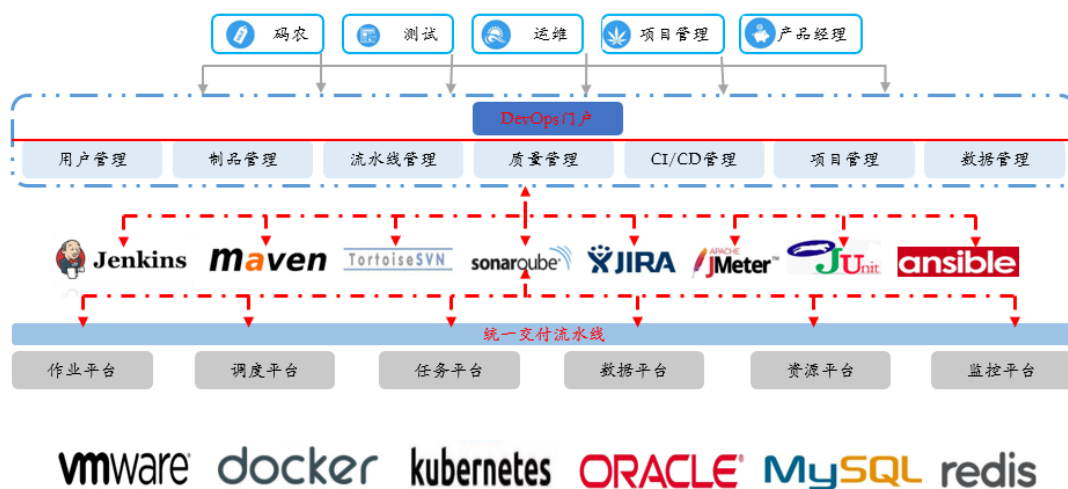 码农 测试 运维 项目管理 产品经理
DevOps门户
用户管理 制品管理 流水线管理 质量管理 CI/CD管理 项目管理 数据管理
Jenkins maven TortoiseSVN sonarqube JIRA APACHE JMeter™ JUnit ansible
统一交付流水线
作业平台 调度平台 任务平台 数据平台 资源平台 监控平台
vmware docker kubernetes ORACLE® MySQL redis